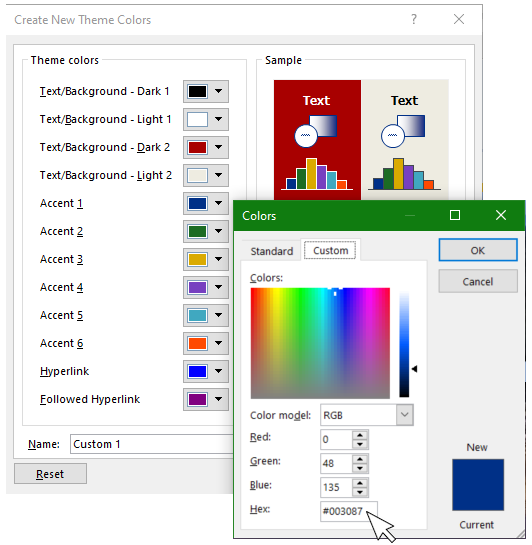 Create New Theme Colors
?
Theme colors
Sample
Text/Background - Dark 1
Text/Background - Light 1
Text/Background - Dark 2
Text/Background - Light 2
Accent 1
Accent 2
Accent 3
Accent 4
Accent 5
Accent 6
Hyperlink
Followed Hyperlink
Name: Custom 1
Reset
Text
Text
Colors
Standard
Custom
OK
Cancel
Colors:
Color model: RGB
Red: 0
Green: 48
Blue: 135
Hex: #003087
New
Current